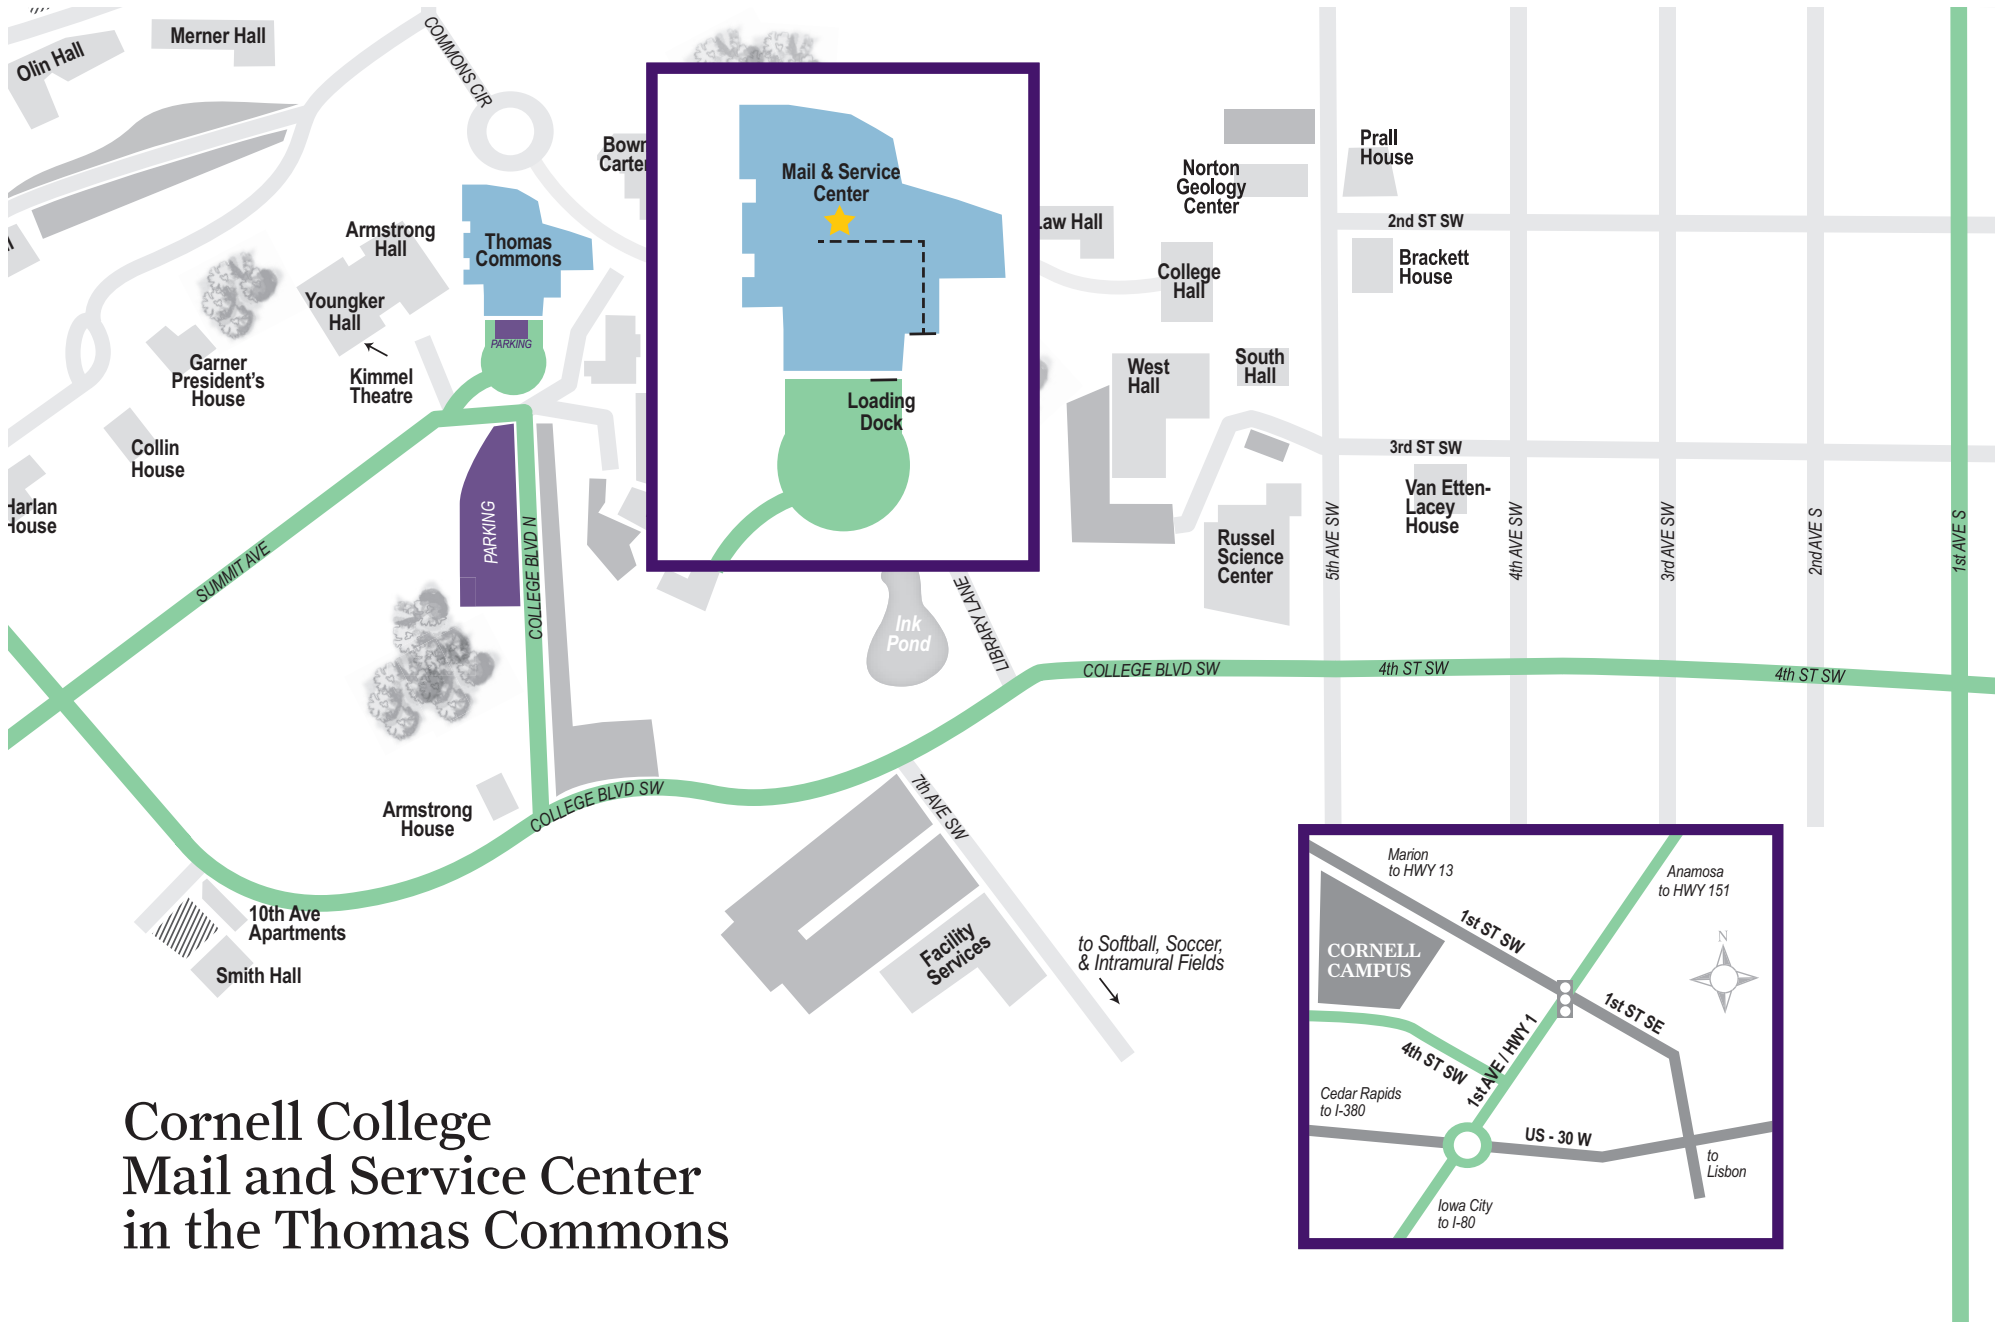 Merner Hall
Olin Hall
COMMONS CIR
Bowr
Carte
Armstrong
Hall
Thomas
Commons
Youngker
Hall
PARKING
Kimmel
Theatre
Garner
President's
House
Collin
House
Harlan
House
SUMMIT AVE
PARKING
COLLEGE BLVD N
Mail & Service
Center
Loading
Dock
Law Hall
Norton
Geology
Center
Prall
House
2nd ST SW
Brackett
House
College
Hall
West
Hall
South
Hall
3rd ST SW
Van Etten-
Lacey
House
Russel
Science
Center
5th AVE SW
4th AVE SW
3rd AVE SW
2nd AVE S
1st AVE S
Ink
Pond
LIBRARY LANE
COLLEGE BLVD SW
4th ST SW
4th ST SW
COLLEGE BLVD SW
7th AVE SW
Armstrong
House
10th Ave
Apartments
Smith Hall
Facility
Services
to Softball, Soccer,
& Intramural Fields
Marion
to HWY 13
Anamosa
to HWY 151
1st ST SW
CORNELL
CAMPUS
N
1st ST SE
4th ST SW
1st AVE / HWY 1
Cedar Rapids
to I-380
US - 30 W
to
Lisbon
Iowa City
to I-80
Cornell College
Mail and Service Center
in the Thomas Commons